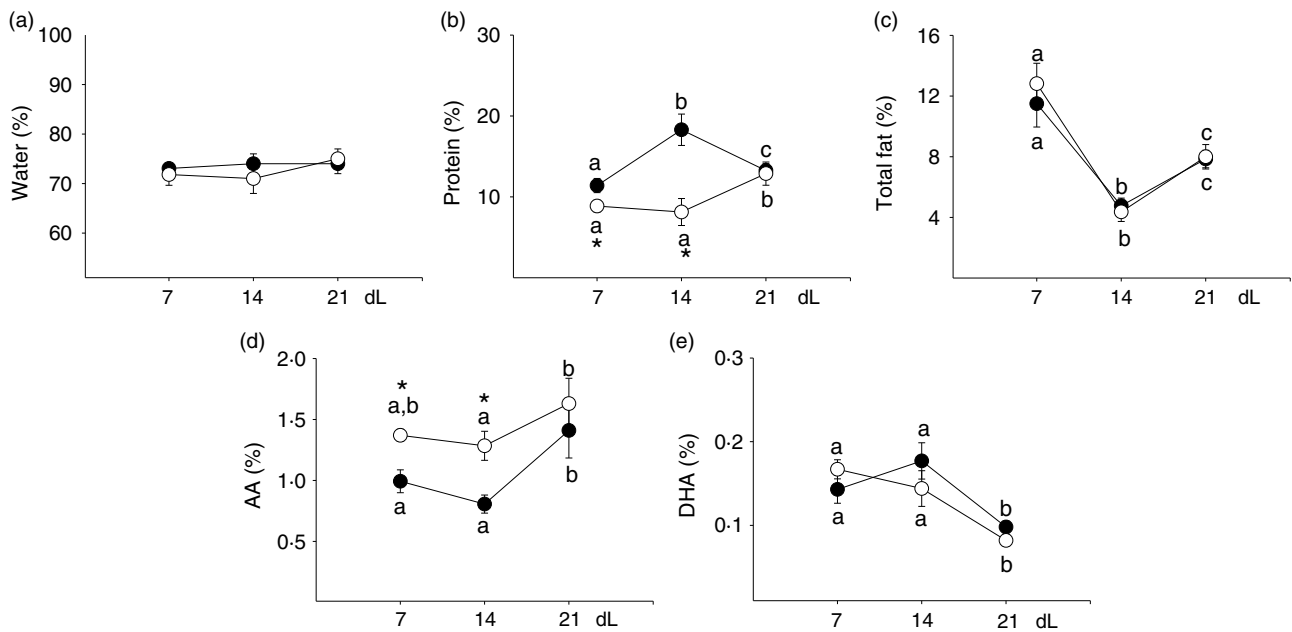 (a)
Water (%)
100
90
80
70
60
7 14 21 dL
(b)
Protein (%)
30
20
10
a
b
c
a
*
a
*
b
7 14 21 dL
(c)
Total fat (%)
16
12
8
4
a
a
b
b
c
c
7 14 21 dL
(d)
AA (%)
2·0
1·5
1·0
0·5
*
a,b
*
a
b
a
a
b
7 14 21 dL
(e)
DHA (%)
0·3
0·2
0·1
a
a
b
a
a
b
7 14 21 dL